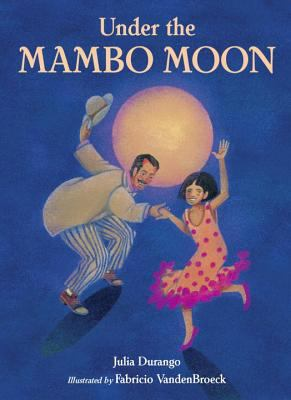 Under the
MAMBO MOON
Julia Durango
Illustrated by Fabricio VandenBroeck